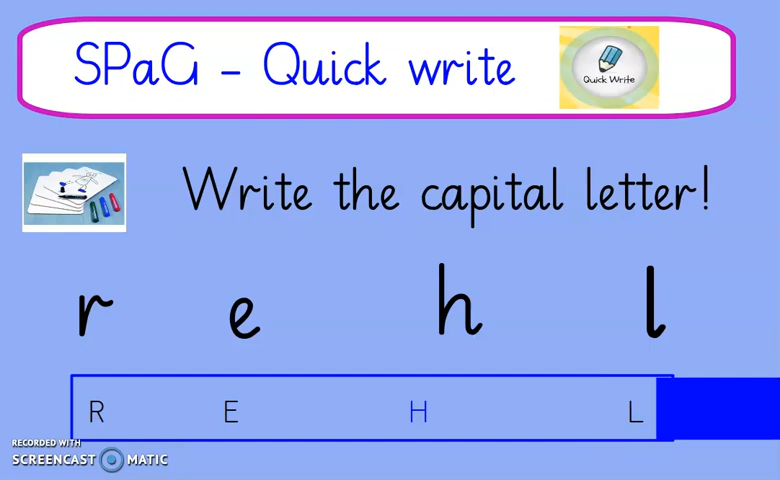 SPaG – Quick write
Quick Write
Write the capital letter!
r e h l
R E H L
RECORDED WITH
SCREENCAST MATIC